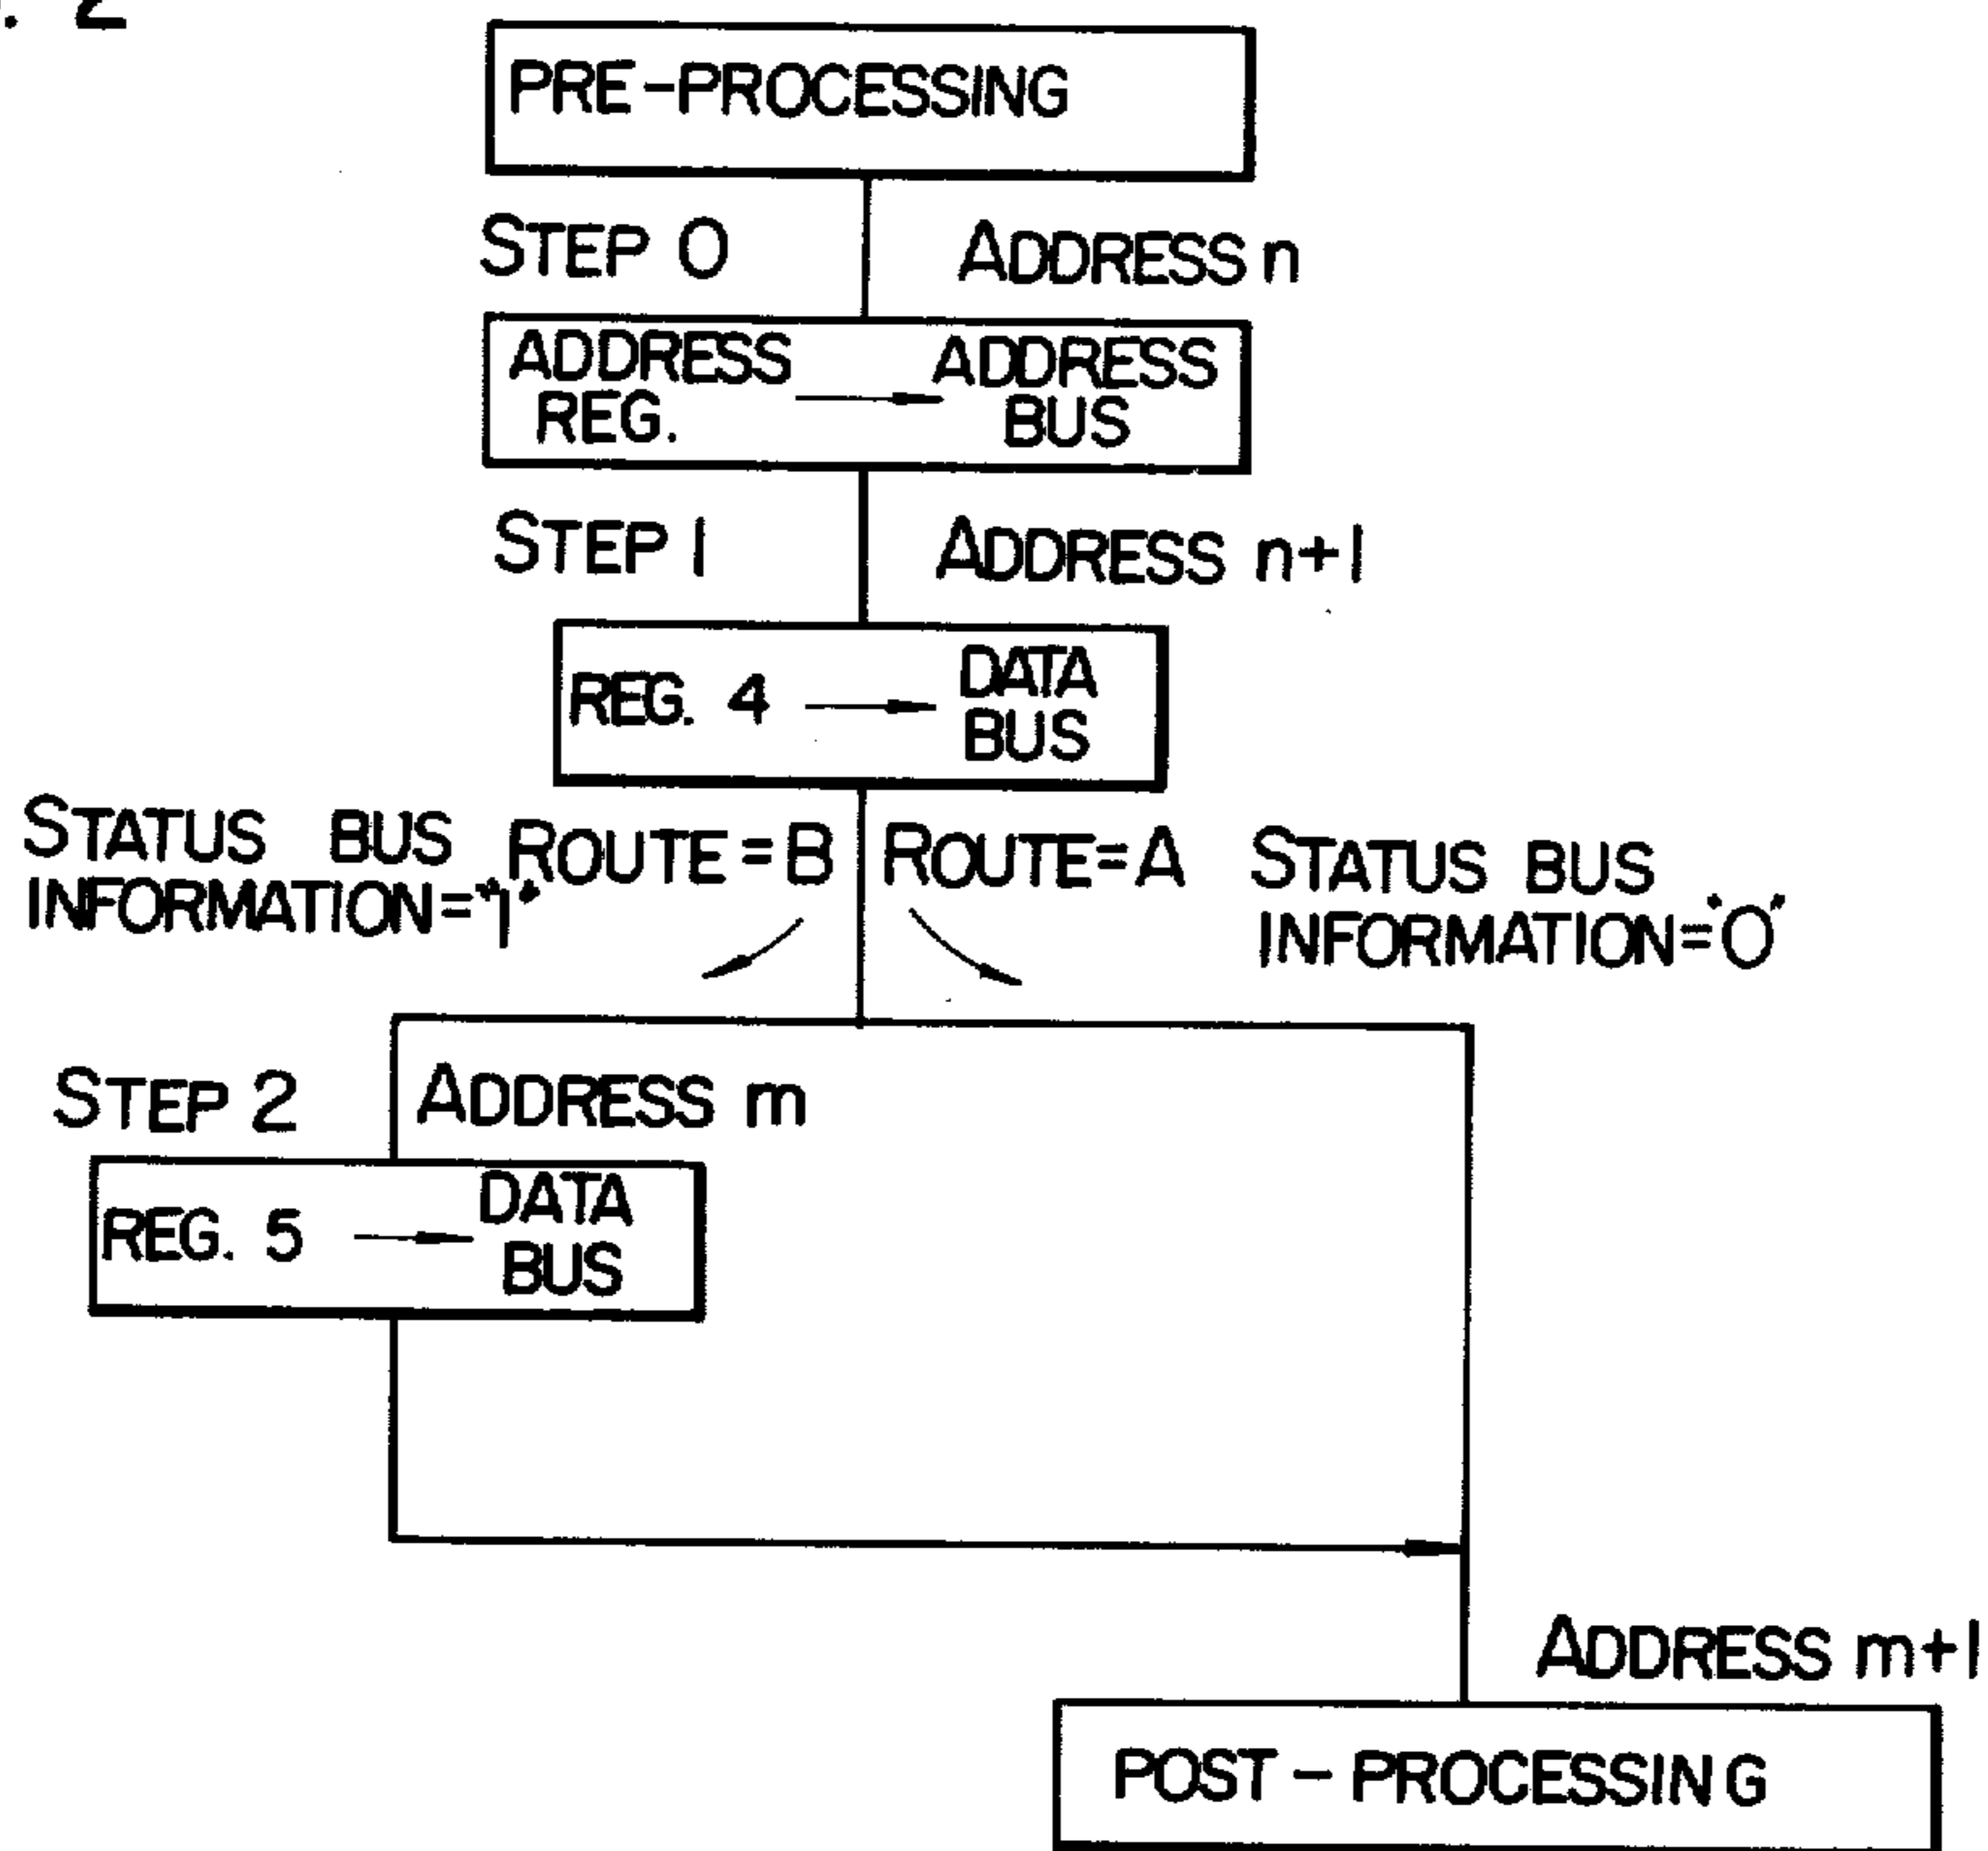 . 2
PRE-PROCESSING
STEP 0
ADDRESS n
ADDRESS REG. → ADDRESS BUS
STEP 1
ADDRESS n+1
REG. 4 → DATA BUS
STATUS BUS
INFORMATION="1"
ROUTE=B
ROUTE=A
STATUS BUS
INFORMATION="0"
STEP 2
ADDRESS m
REG. 5 → DATA BUS
ADDRESS m+1
POST-PROCESSING